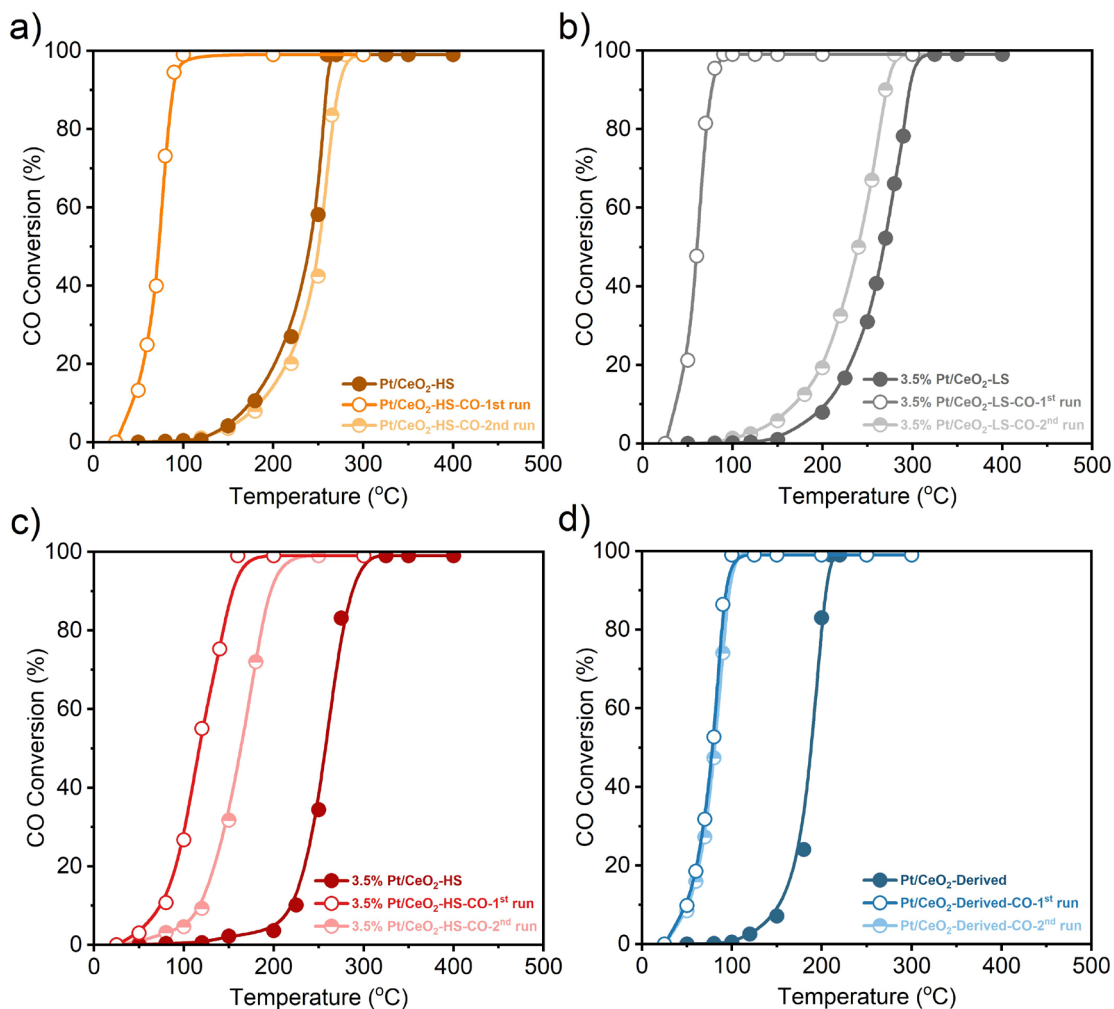 a)
CO Conversion (%)
100
80
60
40
20
0
Pt/CeO₂-HS
Pt/CeO₂-HS-CO-1st run
Pt/CeO₂-HS-CO-2nd run
0 100 200 300 400 500
Temperature (°C)
b)
CO Conversion (%)
100
80
60
40
20
0
3.5% Pt/CeO₂-LS
3.5% Pt/CeO₂-LS-CO-1ˢᵗ run
3.5% Pt/CeO₂-LS-CO-2ⁿᵈ run
0 100 200 300 400 500
Temperature (°C)
c)
CO Conversion (%)
100
80
60
40
20
0
3.5% Pt/CeO₂-HS
3.5% Pt/CeO₂-HS-CO-1ˢᵗ run
3.5% Pt/CeO₂-HS-CO-2ⁿᵈ run
0 100 200 300 400 500
Temperature (°C)
d)
CO Conversion (%)
100
80
60
40
20
0
Pt/CeO₂-Derived
Pt/CeO₂-Derived-CO-1ˢᵗ run
Pt/CeO₂-Derived-CO-2ⁿᵈ run
0 100 200 300 400 500
Temperature (°C)